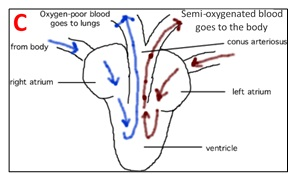 C
Oxygen-poor blood
goes to lungs
Semi-oxygenated blood
goes to the body
from body
conus arteriosus
right atrium
left atrium
ventricle